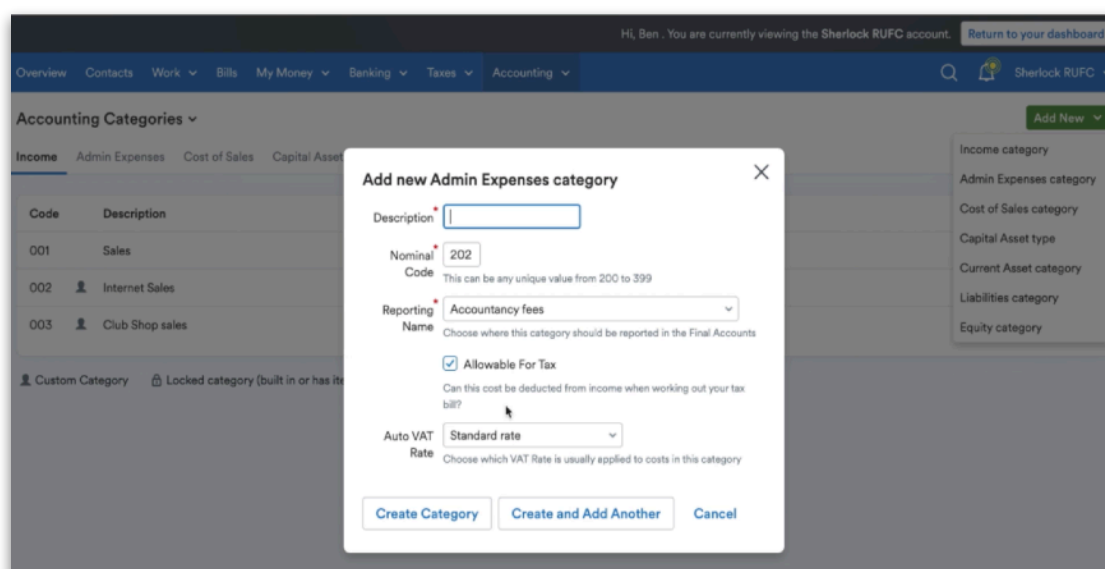 Hi, Ben . You are currently viewing the Sherlock RUFC account. Return to your dashboard
Overview Contacts Work Bills My Money Banking Taxes Accounting Sherlock RUFC
Accounting Categories
Add New
Income Admin Expenses Cost of Sales Capital Asset
Income category
Admin Expenses category
Cost of Sales category
Capital Asset type
Current Asset category
Liabilities category
Equity category
Code Description
001 Sales
002 Internet Sales
003 Club Shop sales
Custom Category Locked category (built in or has ite
Add new Admin Expenses category
Description*
Nominal* 202
Code
This can be any unique value from 200 to 399
Reporting* Accountancy fees
Name
Choose where this category should be reported in the Final Accounts
Allowable For Tax
Can this cost be deducted from income when working out your tax
bill?
Auto VAT Standard rate
Rate
Choose which VAT Rate is usually applied to costs in this category
Create Category Create and Add Another Cancel